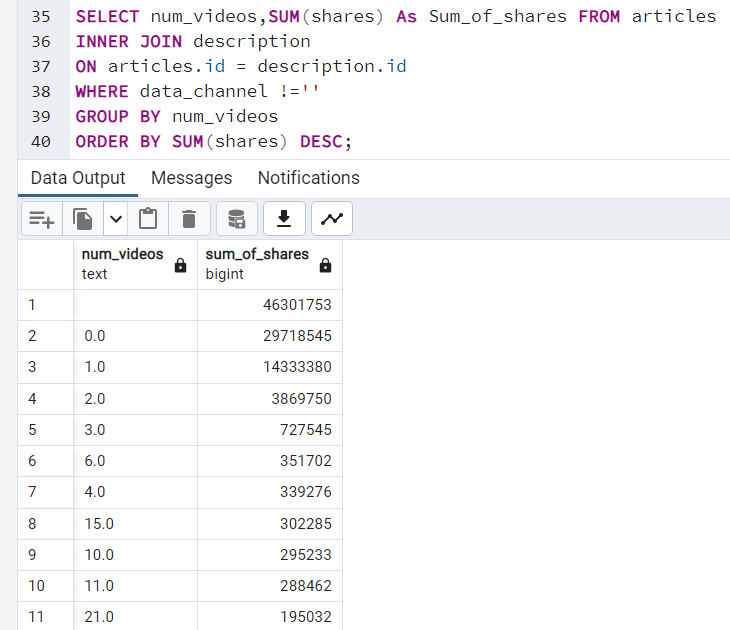 35 SELECT num_videos,SUM(shares) As Sum_of_shares FROM articles
36 INNER JOIN description
37 ON articles.id = description.id
38 WHERE data_channel !=''
39 GROUP BY num_videos
40 ORDER BY SUM(shares) DESC;
Data Output Messages Notifications
num_videos sum_of_shares
text bigint
1 46301753
2 0.0 29718545
3 1.0 14333380
4 2.0 3869750
5 3.0 727545
6 6.0 351702
7 4.0 339276
8 15.0 302285
9 10.0 295233
10 11.0 288462
11 21.0 195032